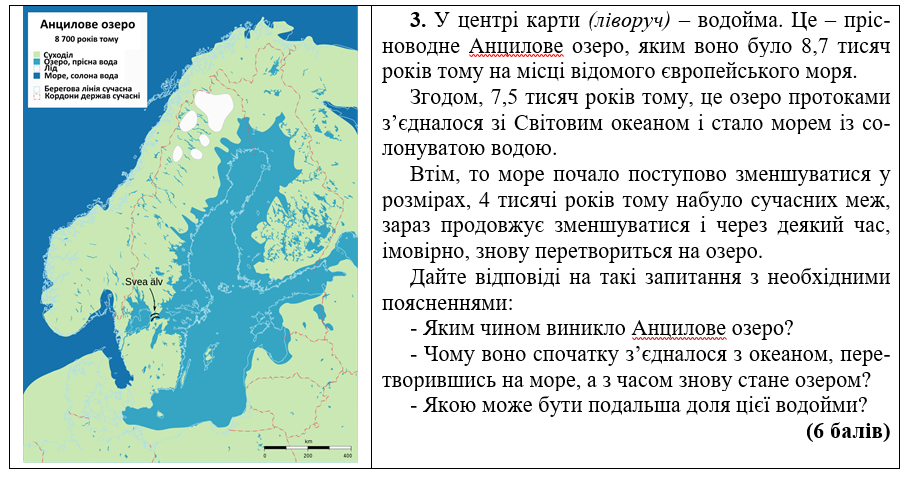 Анцилове озеро
8 700 років тому
Суходіл
Озеро, прісна вода
Лід
Море, солона вода
Берегова лінія сучасна
Кордони держав сучасні
Svea älv
km
0 200 400
3. У центрі карти (ліворуч) – водойма. Це – пріс-
новодне Анцилове озеро, яким воно було 8,7 тисяч
років тому на місці відомого європейського моря.
Згодом, 7,5 тисяч років тому, це озеро протоками
з’єдналося зі Світовим океаном і стало морем із со-
лонуватою водою.
Втім, то море почало поступово зменшуватися у
розмірах, 4 тисячі років тому набуло сучасних меж,
зараз продовжує зменшуватися і через деякий час,
імовірно, знову перетвориться на озеро.
Дайте відповіді на такі запитання з необхідними
поясненнями:
- Яким чином виникло Анцилове озеро?
- Чому воно спочатку з’єдналося з океаном, пере-
творившись на море, а з часом знову стане озером?
- Якою може бути подальша доля цієї водойми?
(6 балів)